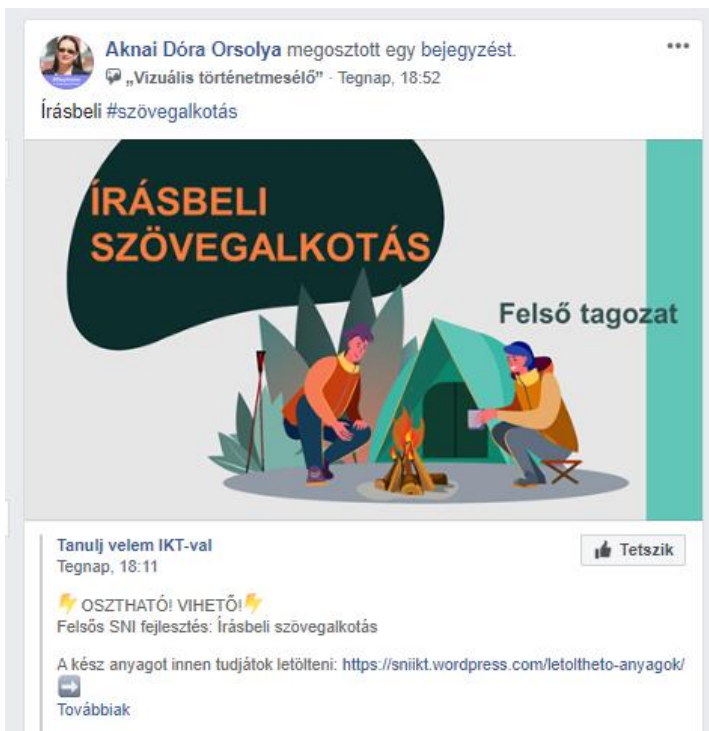 Aknai Dóra Orsolya megosztott egy bejegyzést.
„Vizuális történetmesélő” · Tegnap, 18:52
Írásbeli #szövegalkotás
ÍRÁSBELI
SZÖVEGALKOTÁS
Felső tagozat
Tanulj velem IKT-val
Tetszik
Tegnap, 18:11
OSZTHATÓ! VIHETŐ!
Felsős SNI fejlesztés: Írásbeli szövegalkotás
A kész anyagot innen tudjátok letölteni: https://sniikt.wordpress.com/letoltheto-anyagok/
Továbbiak